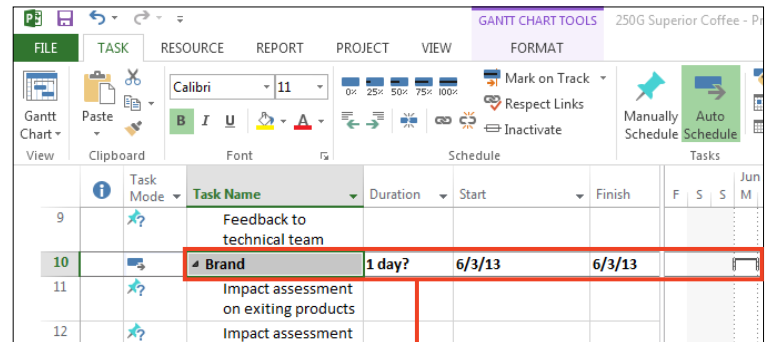 GANTT CHART TOOLS 250G Superior Coffee - Pr
FILE TASK RESOURCE REPORT PROJECT VIEW FORMAT
Calibri 11 0% 25% 50% 75% 100% Mark on Track
Respect Links
Gantt Chart Paste B I U A Inactivate Manually Schedule Auto Schedule
View Clipboard Font Schedule Tasks
Task Mode Task Name Duration Start Finish F S S Jun M
9 Feedback to
technical team
10 Brand 1 day? 6/3/13 6/3/13
11 Impact assessment
on exiting products
12 Impact assessment